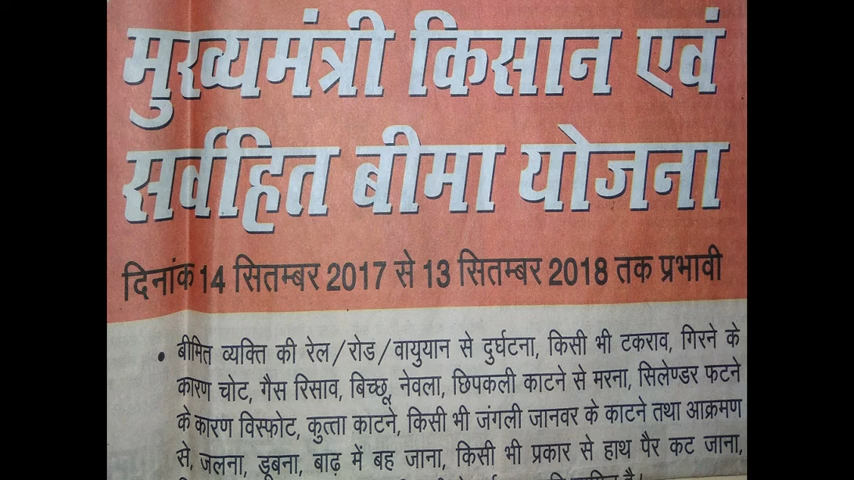 मुख्यमंत्री किसान एवं
सर्वहित बीमा योजना
दिनांक 14 सितम्बर 2017 से 13 सितम्बर 2018 तक प्रभावी
• बीमित व्यक्ति की रेल/रोड/वायुयान से दुर्घटना, किसी भी टकराव, गिरने के
कारण चोट, गैस रिसाव, बिच्छू, नेवला, छिपकली काटने से मरना, सिलेण्डर फटने
के कारण विस्फोट, कुत्ता काटने, किसी भी जंगली जानवर के काटने तथा आक्रमण
से, जलना, डूबना, बाढ़ में बह जाना, किसी भी प्रकार से हाथ पैर कट जाना,